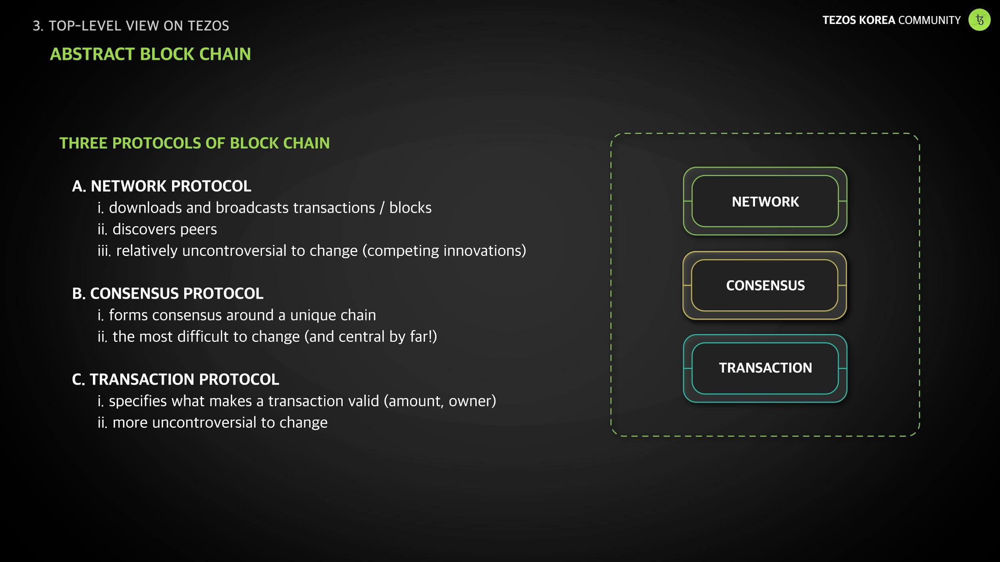 3. TOP-LEVEL VIEW ON TEZOS
TEZOS KOREA COMMUNITY
ABSTRACT BLOCK CHAIN
THREE PROTOCOLS OF BLOCK CHAIN
A. NETWORK PROTOCOL
i. downloads and broadcasts transactions / blocks
ii. discovers peers
iii. relatively uncontroversial to change (competing innovations)
B. CONSENSUS PROTOCOL
i. forms consensus around a unique chain
ii. the most difficult to change (and central by far!)
C. TRANSACTION PROTOCOL
i. specifies what makes a transaction valid (amount, owner)
ii. more uncontroversial to change
NETWORK
CONSENSUS
TRANSACTION